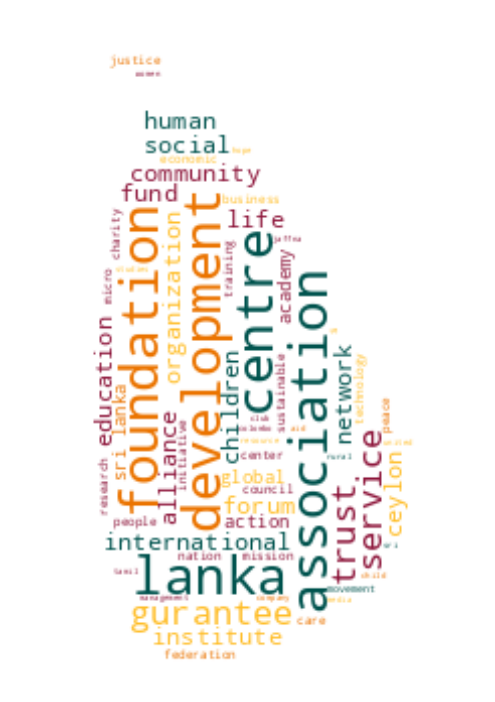 justice
women
human
social
hope
economic
community
fund
business
life
charity
foundation
organization
development
training
jaffna
centre
academy
micro
studies
association
education
sri lanka
children
sustainable
network
technology
alliance
initiative
club
colombo
aid
resource
center
rural
peace
united
service
ceylon
research
global
council
forum
trust
people
action
international
nation
mission
sri
tamil
lanka
child
management
company
movement
media
gurantee
care
institute
federation